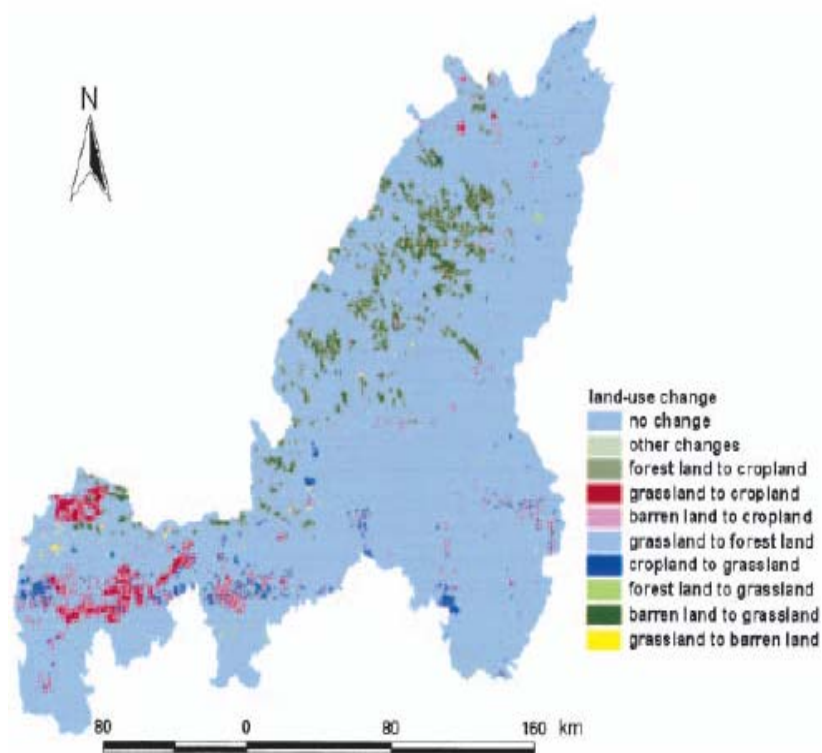 N
land-use change
no change
other changes
forest land to cropland
grassland to cropland
barren land to cropland
grassland to forest land
cropland to grassland
forest land to grassland
barren land to grassland
grassland to barren land
80 0 80 160 km